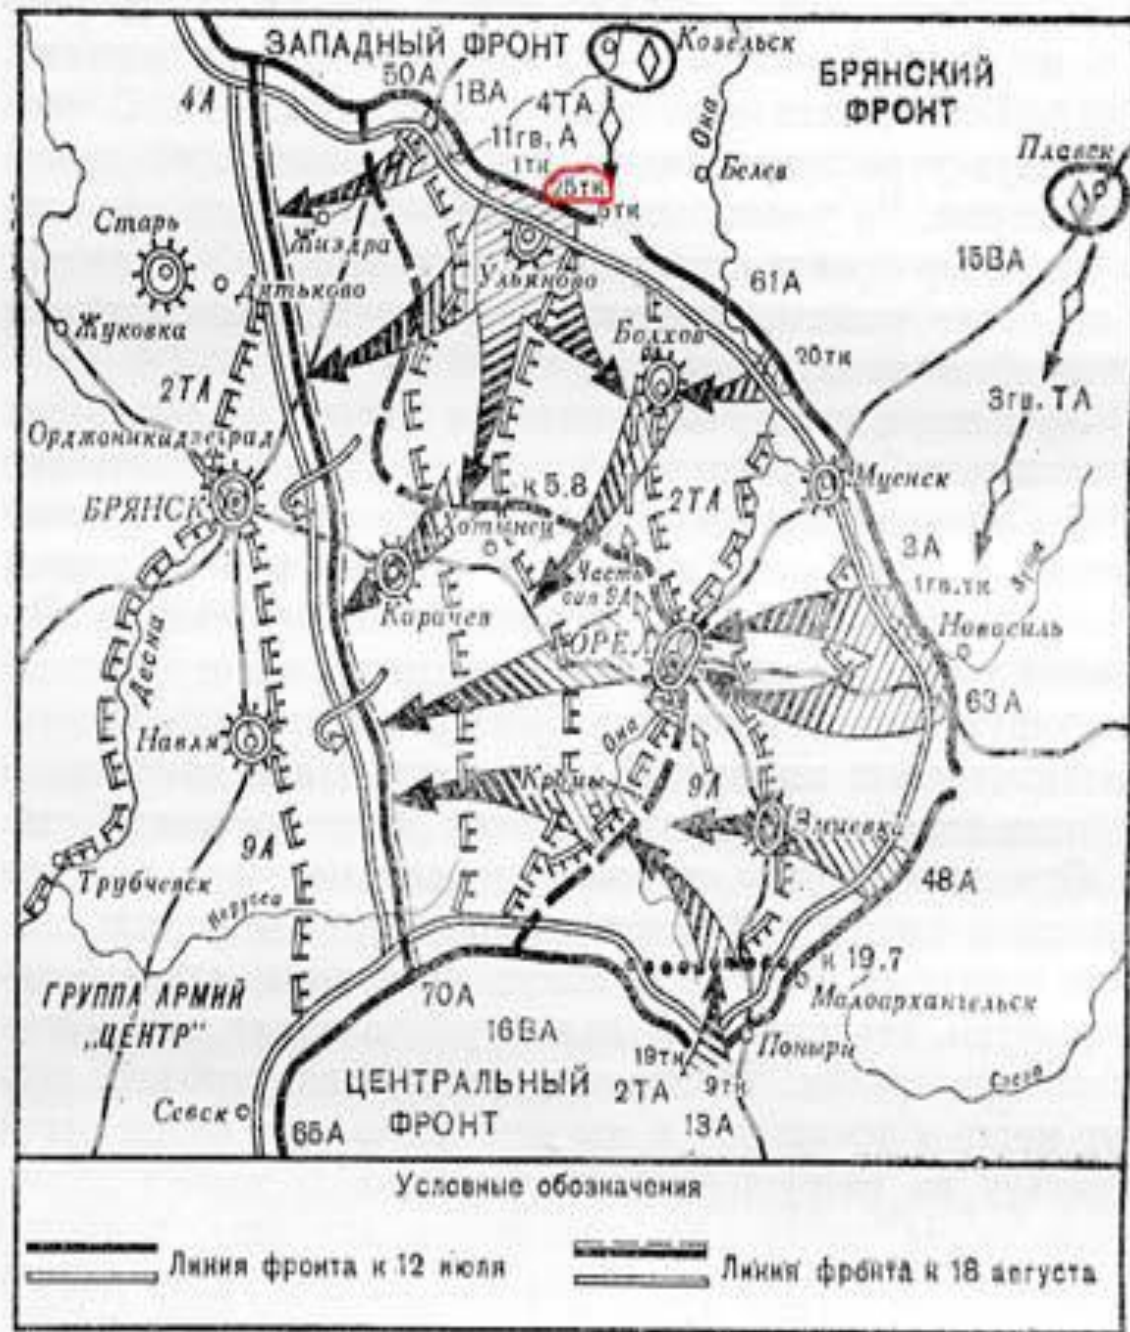 ЗАПАДНЫЙ ФРОНТ
Козельск
БРЯНСКИЙ
ФРОНТ
50А
1ВА
4А
4ТА
11гв. А
1тк
25тк
5тк
Ока
Белев
Плавск
15ВА
61А
Старь
Жиздра
Ульяново
Дятьково
Жуковка
Болхов
20тк
2ТА
3гв. ТА
Орджоникидзеград
БРЯНСК
к 5.8
2ТА
Мценск
Хотынец
3А
1гв.тк
Карачев
Часть
сил 9А
Новосиль
Десна
ОРЕЛ
63А
Навля
Ока
Кромы
9А
Змиевка
9А
Трубчевск
Нерусса
48А
к 19.7
ГРУППА АРМИЙ
„ЦЕНТР"
70А
Малоархангельск
16ВА
19тк
Поныри
ЦЕНТРАЛЬНЫЙ
ФРОНТ
2ТА
9тк
Севск
65А
13А
Условные обозначения
Линия фронта к 12 июля
Линия фронта к 18 августа